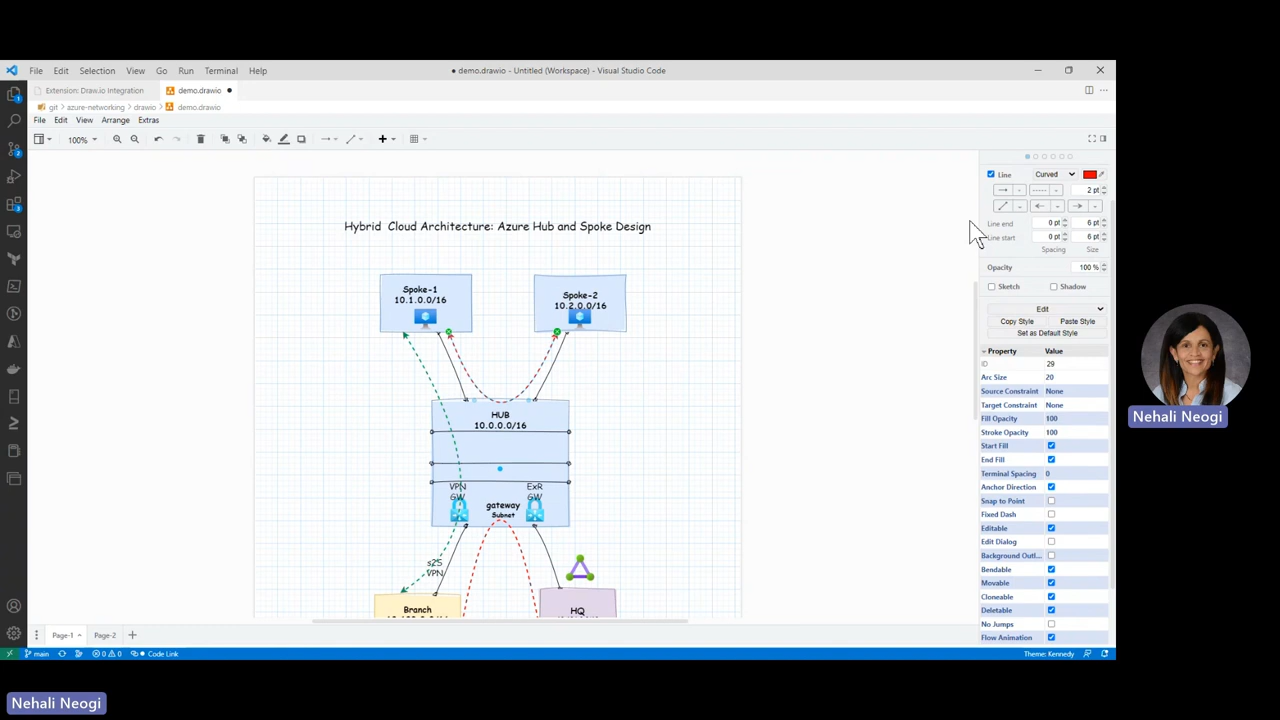 File Edit Selection View Go Run Terminal Help
● demo.drawio - Untitled (Workspace) - Visual Studio Code
Extension: Draw.io Integration
demo.drawio ●
git > azure-networking > drawio > demo.drawio
File Edit View Arrange Extras
100%
Hybrid Cloud Architecture: Azure Hub and Spoke Design
Spoke-1
10.1.0.0/16
Spoke-2
10.2.0.0/16
HUB
10.0.0.0/16
VPN
GW
ExR
GW
gateway
Subnet
s2S
VPN
Branch
HQ
Line Curved
2 pt
Line end 0 pt 6 pt
Line start 0 pt 6 pt
Spacing Size
Opacity 100 %
Sketch Shadow
Edit
Copy Style Paste Style
Set as Default Style
Property Value
ID 29
Arc Size 20
Source Constraint None
Target Constraint None
Fill Opacity 100
Stroke Opacity 100
Start Fill
End Fill
Terminal Spacing 0
Anchor Direction
Snap to Point
Fixed Dash
Editable
Edit Dialog
Background Outl...
Bendable
Movable
Cloneable
Deletable
No Jumps
Flow Animation
Page-1 Page-2
main 0 0 Code Link
Theme: Kennedy
Nehali Neogi
Nehali Neogi